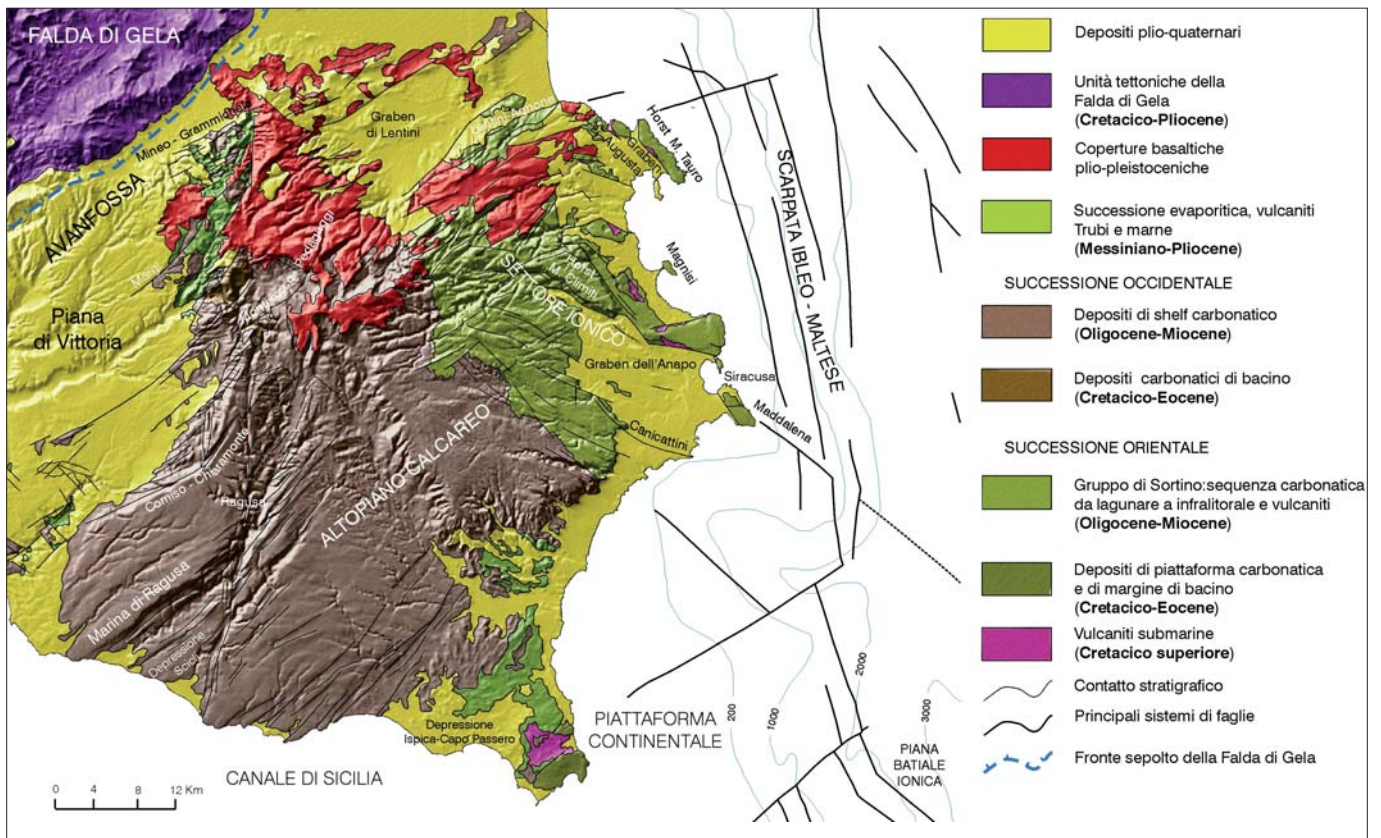 FALDA DI GELA
Mineo - Grammichele
AVANFOSSA
Piana
di Vittoria
Graben
di Lentini
Augusta
Graben
Horst M. Tauro
Magnisi
Horst
M. Climiti
SETTORE IONICO
Graben dell'Anapo
Siracusa
Maddalena
Canicattini
Comiso - Chiaramonte
Ragusa
ALTOPIANO CALCAREO
Marina di Ragusa
Depressione
Scicli
Depressione
Ispica-Capo Passero
SCARPATA IBLEO - MALTESE
PIATTAFORMA
CONTINENTALE
CANALE DI SICILIA
PIANA
BATIALE
IONICA
200
1000
2000
3000
0 4 8 12 Km
Depositi plio-quaternari
Unità tettoniche della
Falda di Gela
(Cretacico-Pliocene)
Coperture basaltiche
plio-pleistoceniche
Successione evaporitica, vulcaniti
Trubi e marne
(Messiniano-Pliocene)
SUCCESSIONE OCCIDENTALE
Depositi di shelf carbonatico
(Oligocene-Miocene)
Depositi carbonatici di bacino
(Cretacico-Eocene)
SUCCESSIONE ORIENTALE
Gruppo di Sortino:sequenza carbonatica
da lagunare a infralitorale e vulcaniti
(Oligocene-Miocene)
Depositi di piattaforma carbonatica
e di margine di bacino
(Cretacico-Eocene)
Vulcaniti submarine
(Cretacico superiore)
Contatto stratigrafico
Principali sistemi di faglie
Fronte sepolto della Falda di Gela